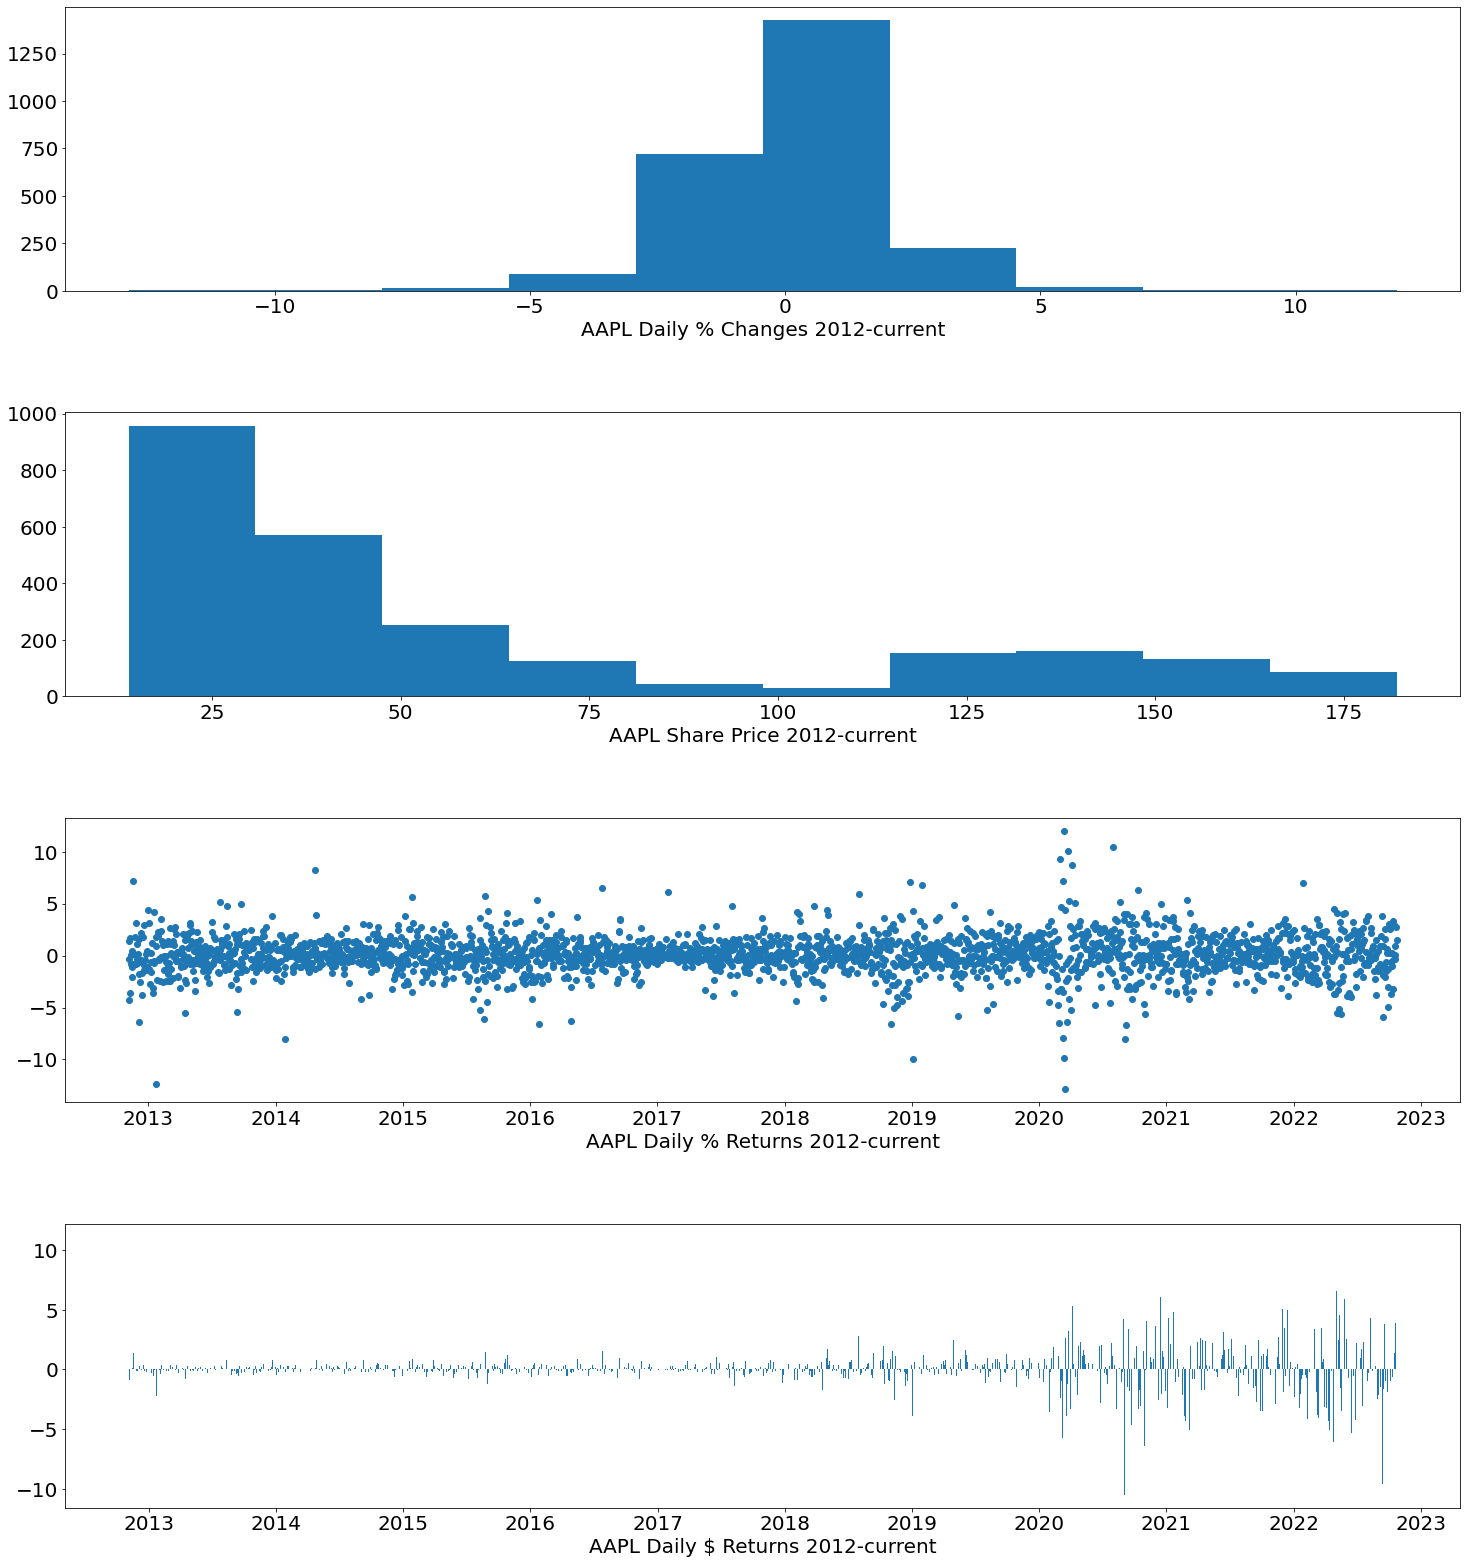 1250
1000
750
500
250
0
−10 −5 0 5 10
AAPL Daily % Changes 2012-current
1000
800
600
400
200
0
25 50 75 100 125 150 175
AAPL Share Price 2012-current
10
5
0
−5
−10
2013 2014 2015 2016 2017 2018 2019 2020 2021 2022 2023
AAPL Daily % Returns 2012-current
10
5
0
−5
−10
2013 2014 2015 2016 2017 2018 2019 2020 2021 2022 2023
AAPL Daily $ Returns 2012-current